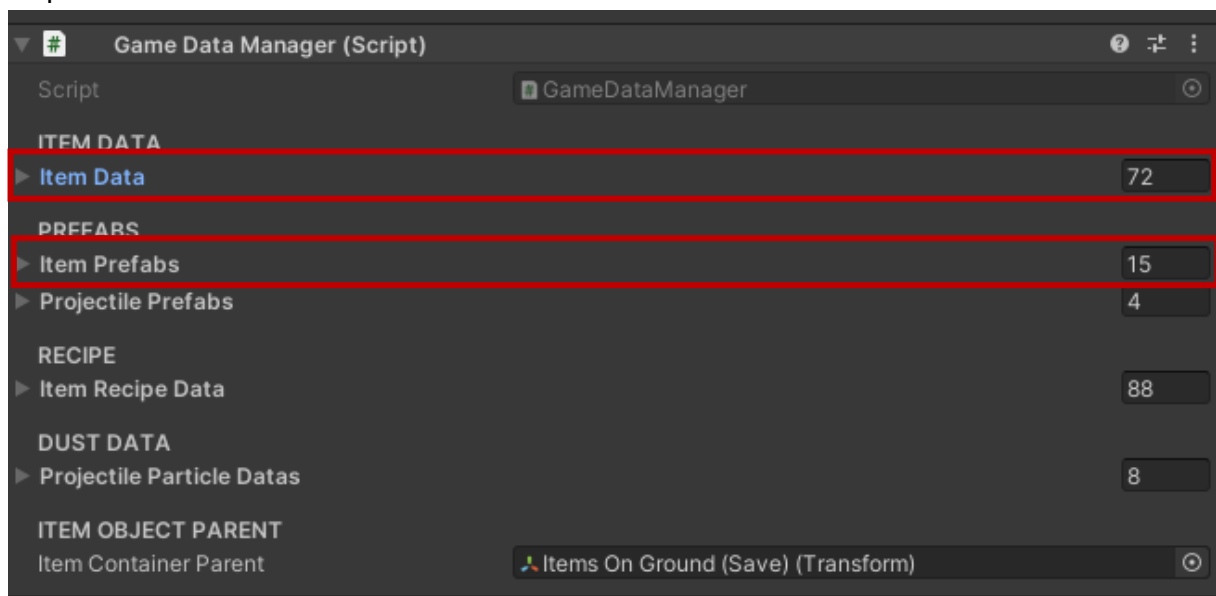 Game Data Manager (Script)
Script GameDataManager
ITEM DATA
Item Data 72
PREFABS
Item Prefabs 15
Projectile Prefabs 4
RECIPE
Item Recipe Data 88
DUST DATA
Projectile Particle Datas 8
ITEM OBJECT PARENT
Item Container Parent Items On Ground (Save) (Transform)